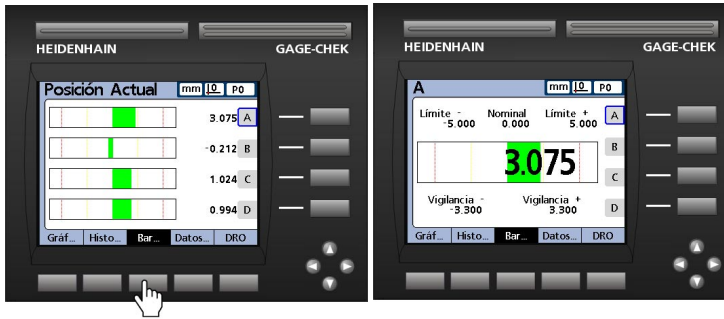 HEIDENHAIN GAGE-CHEK
Posición Actual mm |0 P0
3.075 A
-0.212 B
1.024 C
0.994 D
Gráf... Histo... Bar... Datos... DRO
HEIDENHAIN GAGE-CHEK
A mm |0 P0
Límite - Nominal Límite + A
-5.000 0.000 5.000
B
3.075
C
Vigilancia - Vigilancia +
-3.300 3.300 D
Gráf... Histo... Bar... Datos... DRO